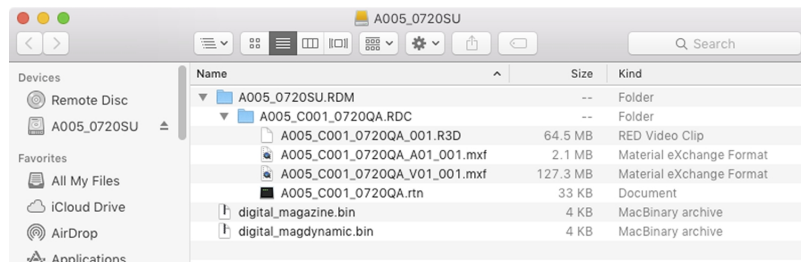 A005_0720SU
Search
Devices
Remote Disc
A005_0720SU
Favorites
All My Files
iCloud Drive
AirDrop
Applications
Name Size Kind
A005_0720SU.RDM -- Folder
A005_C001_0720QA.RDC -- Folder
A005_C001_0720QA_001.R3D 64.5 MB RED Video Clip
A005_C001_0720QA_A01_001.mxf 2.1 MB Material eXchange Format
A005_C001_0720QA_V01_001.mxf 127.3 MB Material eXchange Format
A005_C001_0720QA.rtn 33 KB Document
digital_magazine.bin 4 KB MacBinary archive
digital_magdynamic.bin 4 KB MacBinary archive